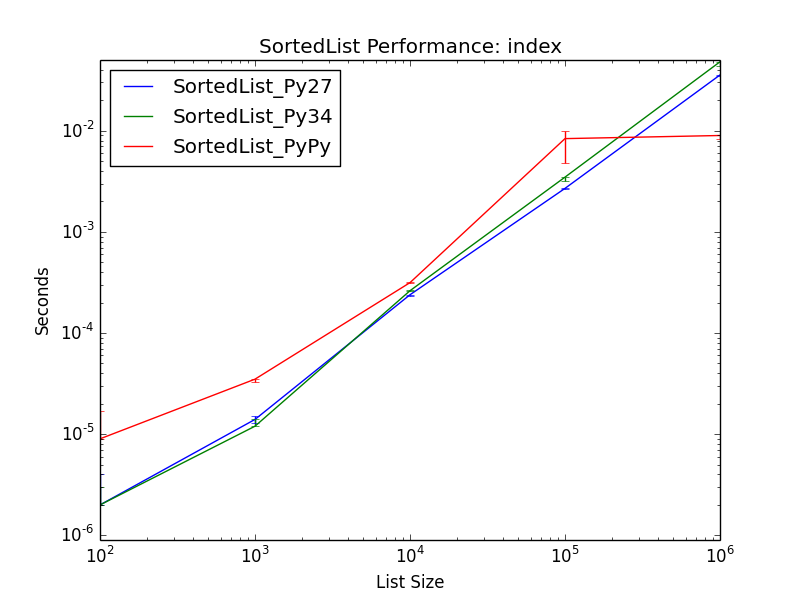 SortedList Performance: index
SortedList_Py27
SortedList_Py34
SortedList_PyPy
10^-2
10^-3
10^-4
10^-5
10^-6
Seconds
10^2 10^3 10^4 10^5 10^6
List Size